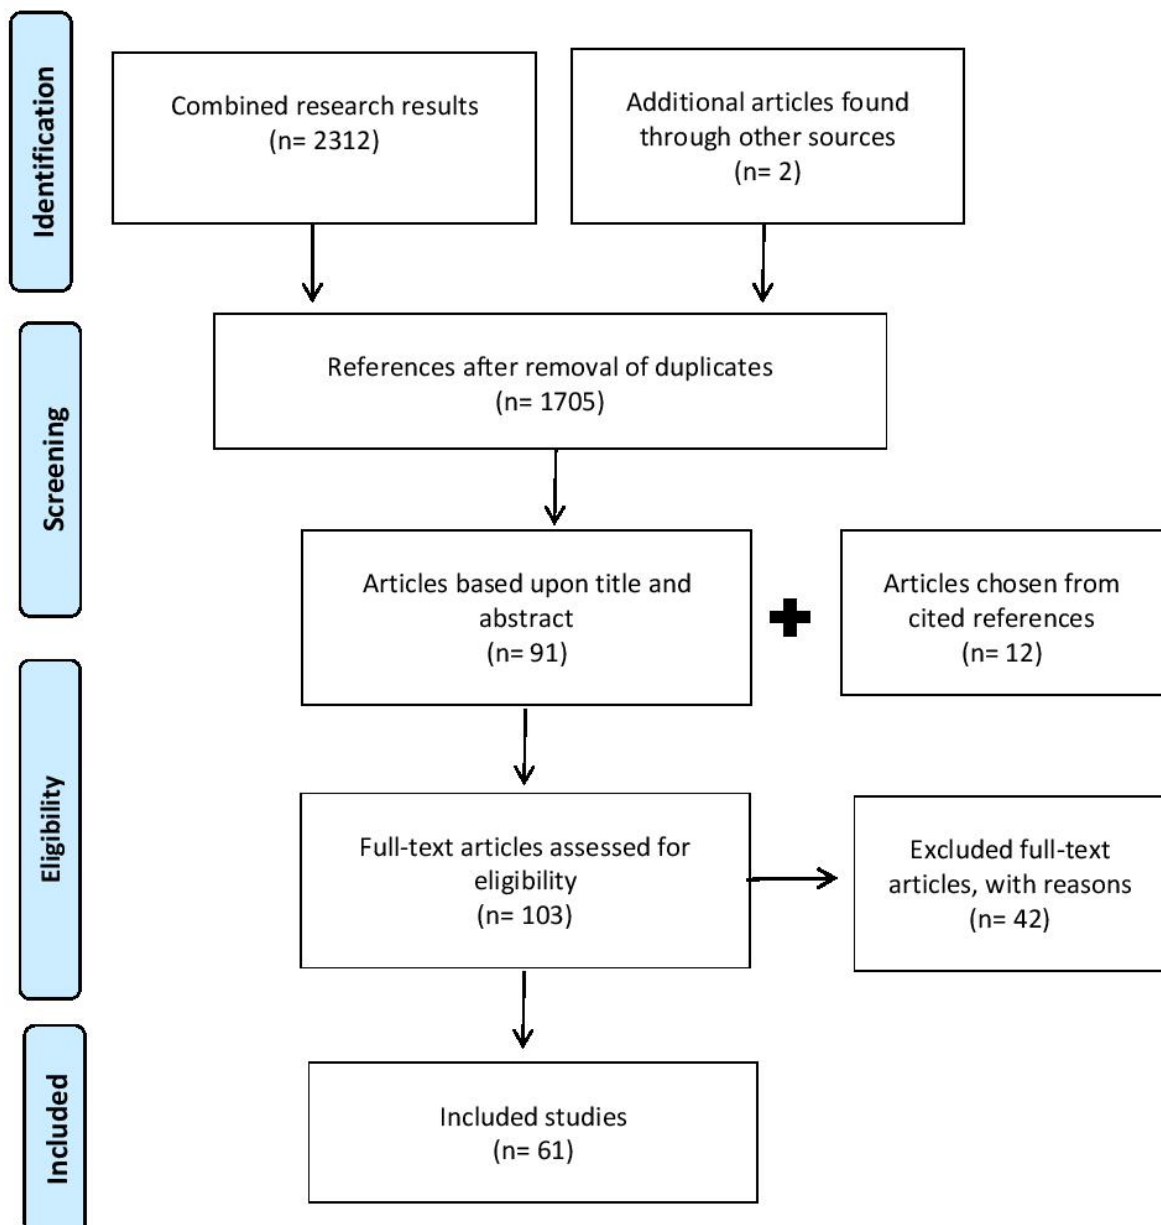 Identification
Combined research results
(n= 2312)
Additional articles found
through other sources
(n= 2)
Screening
References after removal of duplicates
(n= 1705)
Articles based upon title and
abstract
(n= 91)
Articles chosen from
cited references
(n= 12)
Eligibility
Full-text articles assessed for
eligibility
(n= 103)
Excluded full-text
articles, with reasons
(n= 42)
Included
Included studies
(n= 61)